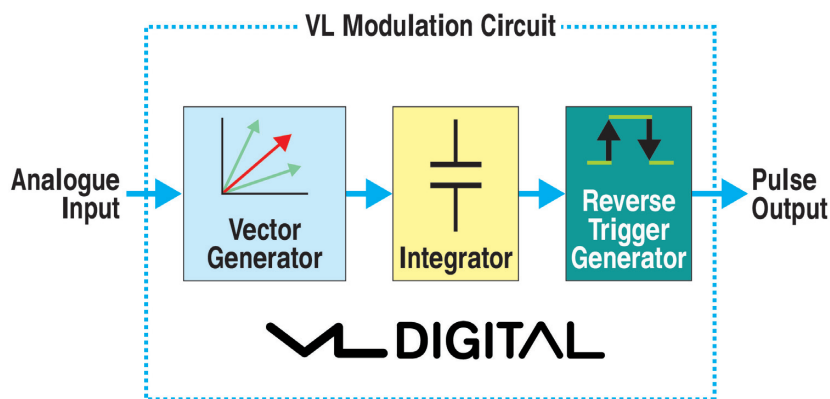 VL Modulation Circuit
Analogue
Input
Vector
Generator
Integrator
Reverse
Trigger
Generator
Pulse
Output
VL DIGITAL